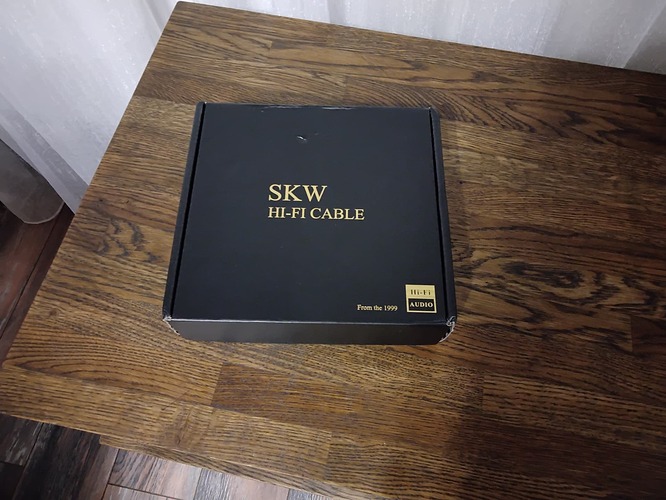 SKW
HI-FI CABLE
From the 1999
Hi-Fi
AUDIO